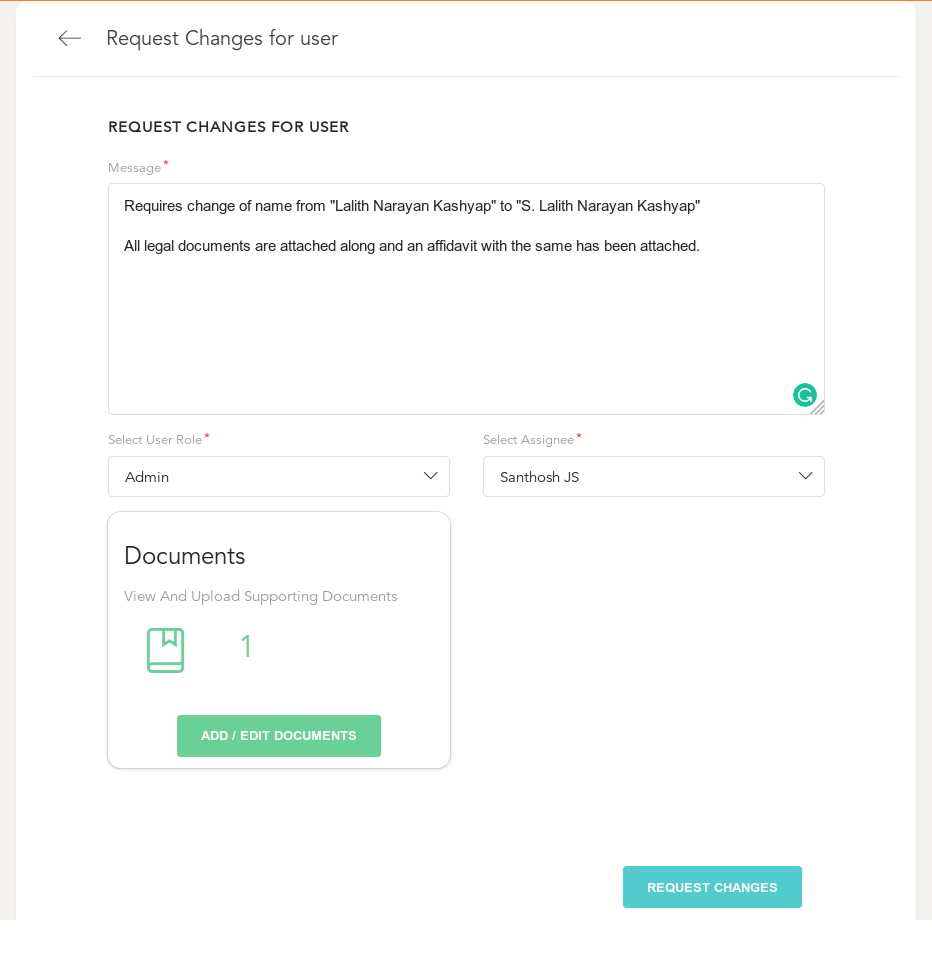 Request Changes for user
REQUEST CHANGES FOR USER
Message*
Requires change of name from "Lalith Narayan Kashyap" to "S. Lalith Narayan Kashyap"
All legal documents are attached along and an affidavit with the same has been attached.
Select User Role*
Select Assignee*
Admin
Santhosh JS
Documents
View And Upload Supporting Documents
1
ADD / EDIT DOCUMENTS
REQUEST CHANGES